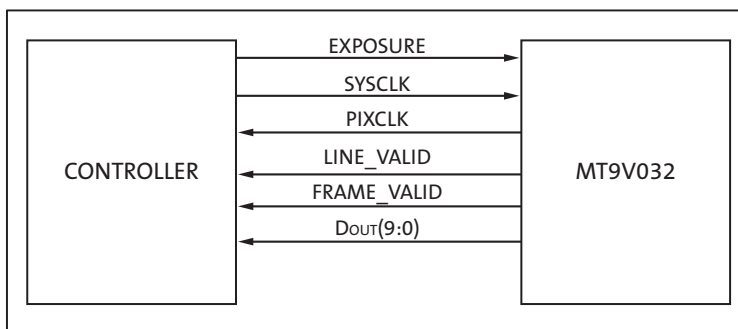 EXPOSURE
SYSCLK
PIXCLK
LINE_VALID
CONTROLLER
MT9V032
FRAME_VALID
DOUT(9:0)